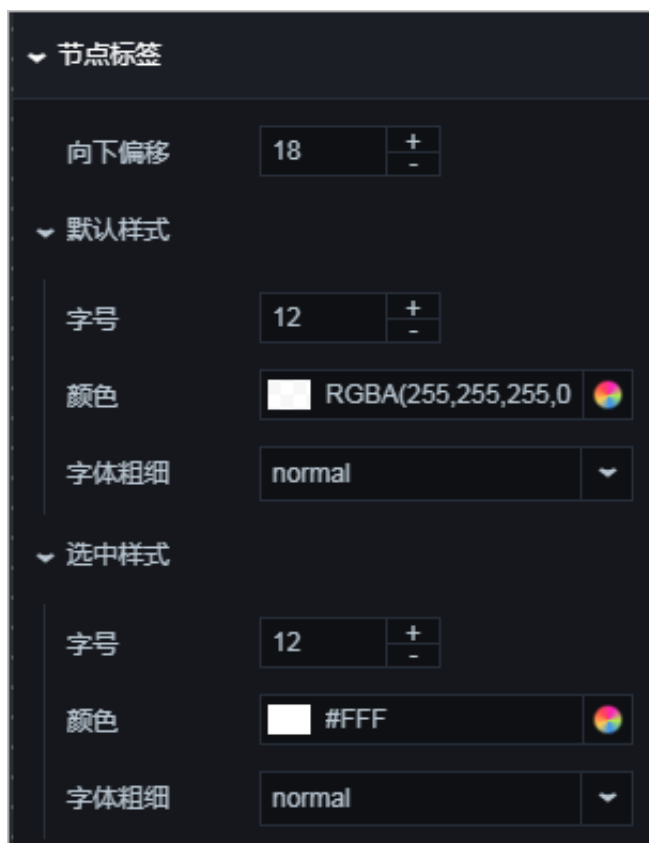 节点标签
向下偏移 18 + -
默认样式
字号 12 + -
颜色 RGBA(255,255,255,0
字体粗细 normal
选中样式
字号 12 + -
颜色 #FFF
字体粗细 normal